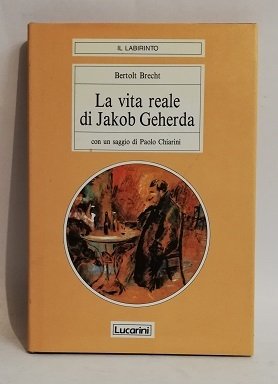 IL LABIRINTO
Bertolt Brecht
La vita reale
di Jakob Geherda
con un saggio di Paolo Chiarini
Lucarini